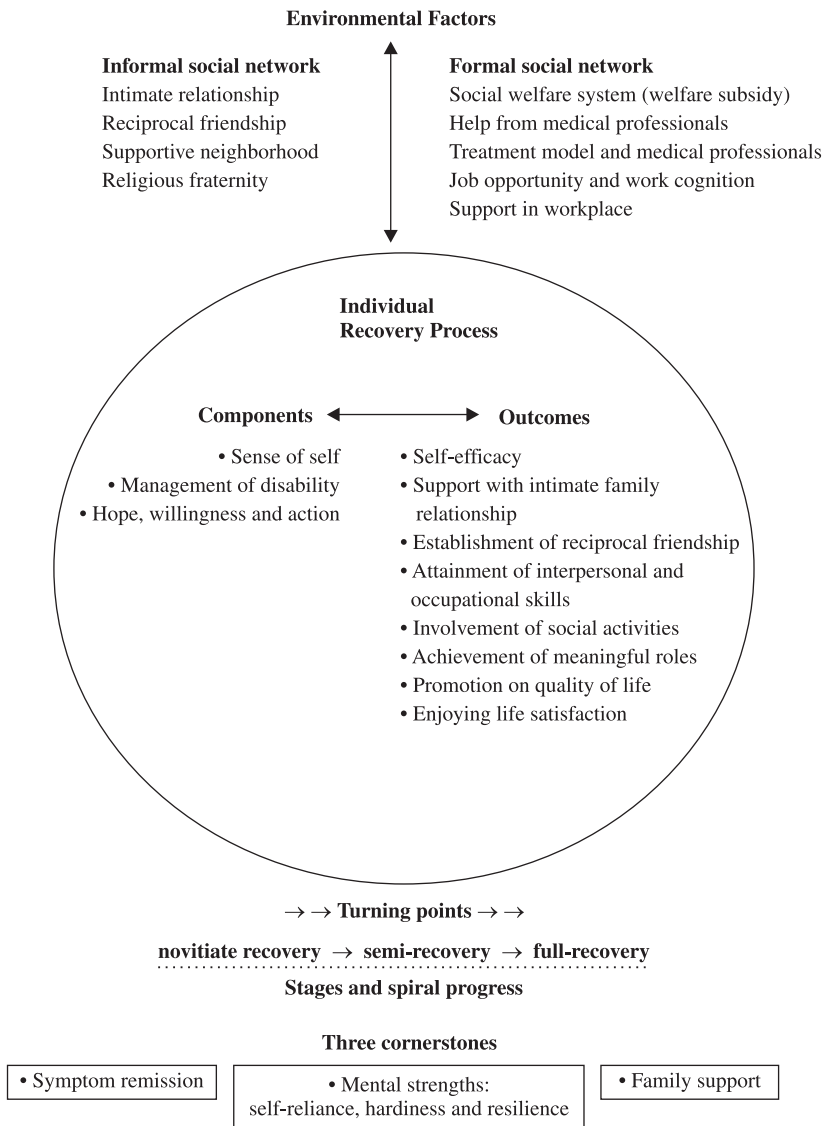 Environmental Factors
Informal social network
Intimate relationship
Reciprocal friendship
Supportive neighborhood
Religious fraternity
Formal social network
Social welfare system (welfare subsidy)
Help from medical professionals
Treatment model and medical professionals
Job opportunity and work cognition
Support in workplace
Individual
Recovery Process
Components
• Sense of self
• Management of disability
• Hope, willingness and action
Outcomes
• Self-efficacy
• Support with intimate family
relationship
• Establishment of reciprocal friendship
• Attainment of interpersonal and
occupational skills
• Involvement of social activities
• Achievement of meaningful roles
• Promotion on quality of life
• Enjoying life satisfaction
→ → Turning points → →
novitiate recovery → semi-recovery → full-recovery
Stages and spiral progress
Three cornerstones
• Symptom remission
• Mental strengths:
self-reliance, hardiness and resilience
• Family support